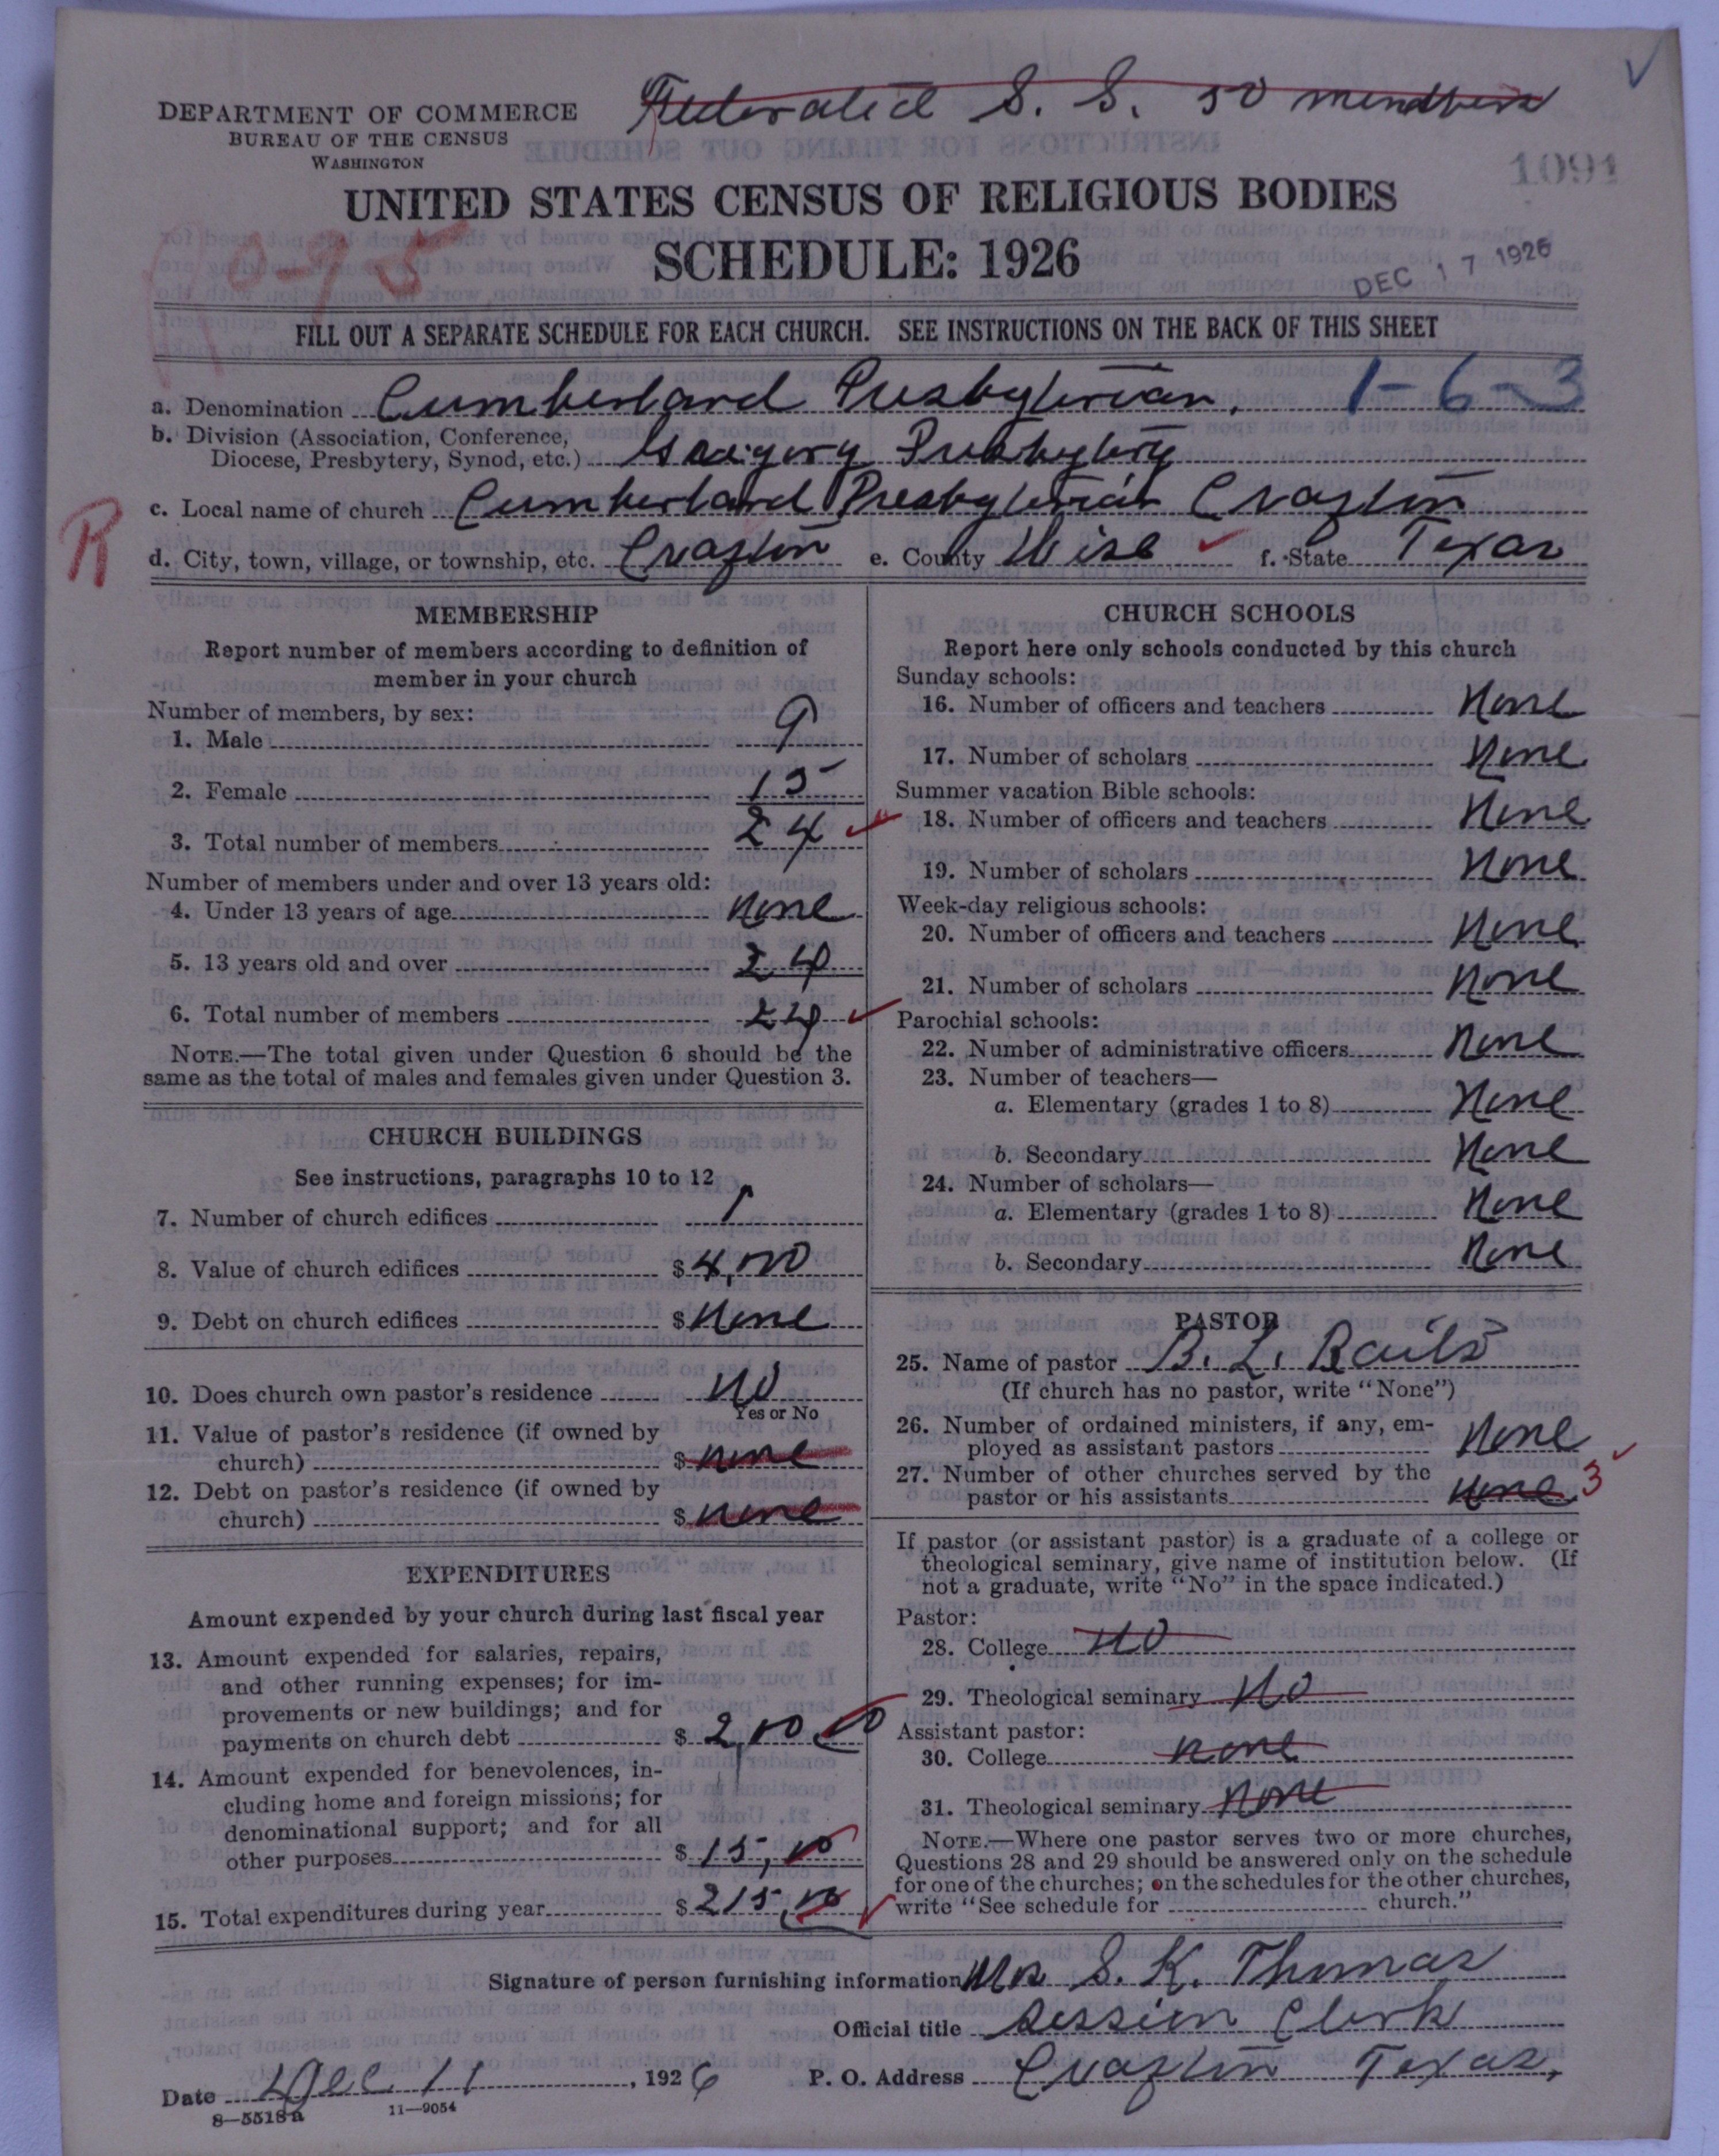 Federated S. S. 50 members
DEPARTMENT OF COMMERCE
BUREAU OF THE CENSUS
WASHINGTON
1091
UNITED STATES CENSUS OF RELIGIOUS BODIES
SCHEDULE: 1926
DEC 17 1926
FILL OUT A SEPARATE SCHEDULE FOR EACH CHURCH. SEE INSTRUCTIONS ON THE BACK OF THIS SHEET
a. Denomination Cumberland Presbyterian. 1-6-3
b. Division (Association, Conference,
Diocese, Presbytery, Synod, etc.) Gregory Presbytery
c. Local name of church Cumberland Presbyterian Crafton
R
d. City, town, village, or township, etc. Crafton e. County Wise f. State Texas
MEMBERSHIP
Report number of members according to definition of
member in your church
Number of members, by sex:
1. Male 9
2. Female 15
3. Total number of members 24
Number of members under and over 13 years old:
4. Under 13 years of age None
5. 13 years old and over 24
6. Total number of members 24
NOTE.—The total given under Question 6 should be the
same as the total of males and females given under Question 3.
CHURCH BUILDINGS
See instructions, paragraphs 10 to 12
7. Number of church edifices 1
8. Value of church edifices $4,000
9. Debt on church edifices $None
10. Does church own pastor's residence No
Yes or No
11. Value of pastor's residence (if owned by
church) $none
12. Debt on pastor's residence (if owned by
church) $none
EXPENDITURES
Amount expended by your church during last fiscal year
13. Amount expended for salaries, repairs,
and other running expenses; for im-
provements or new buildings; and for
payments on church debt $200 00
14. Amount expended for benevolences, in-
cluding home and foreign missions; for
denominational support; and for all
other purposes $15,00
15. Total expenditures during year $215,00
CHURCH SCHOOLS
Report here only schools conducted by this church
Sunday schools:
16. Number of officers and teachers None
17. Number of scholars None
Summer vacation Bible schools:
18. Number of officers and teachers None
19. Number of scholars None
Week-day religious schools:
20. Number of officers and teachers None
21. Number of scholars None
Parochial schools:
22. Number of administrative officers None
23. Number of teachers—
a. Elementary (grades 1 to 8) None
b. Secondary None
24. Number of scholars—
a. Elementary (grades 1 to 8) None
b. Secondary None
PASTOR
25. Name of pastor B. L.
(If church has no pastor, write "None")
26. Number of ordained ministers, if any, em-
ployed as assistant pastors None
27. Number of other churches served by the
pastor or his assistants None 3
If pastor (or assistant pastor) is a graduate of a college or
theological seminary, give name of institution below. (If
not a graduate, write "No" in the space indicated.)
Pastor:
28. College No
29. Theological seminary No
Assistant pastor:
30. College none
31. Theological seminary none
NOTE.—Where one pastor serves two or more churches,
Questions 28 and 29 should be answered only on the schedule
for one of the churches; on the schedules for the other churches,
write "See schedule for church."
Signature of person furnishing information Mrs S. K. Thomas
Official title Session Clerk
Date Dec 11, 1926 P. O. Address Crafton Texas,
8—5518a 11—9054